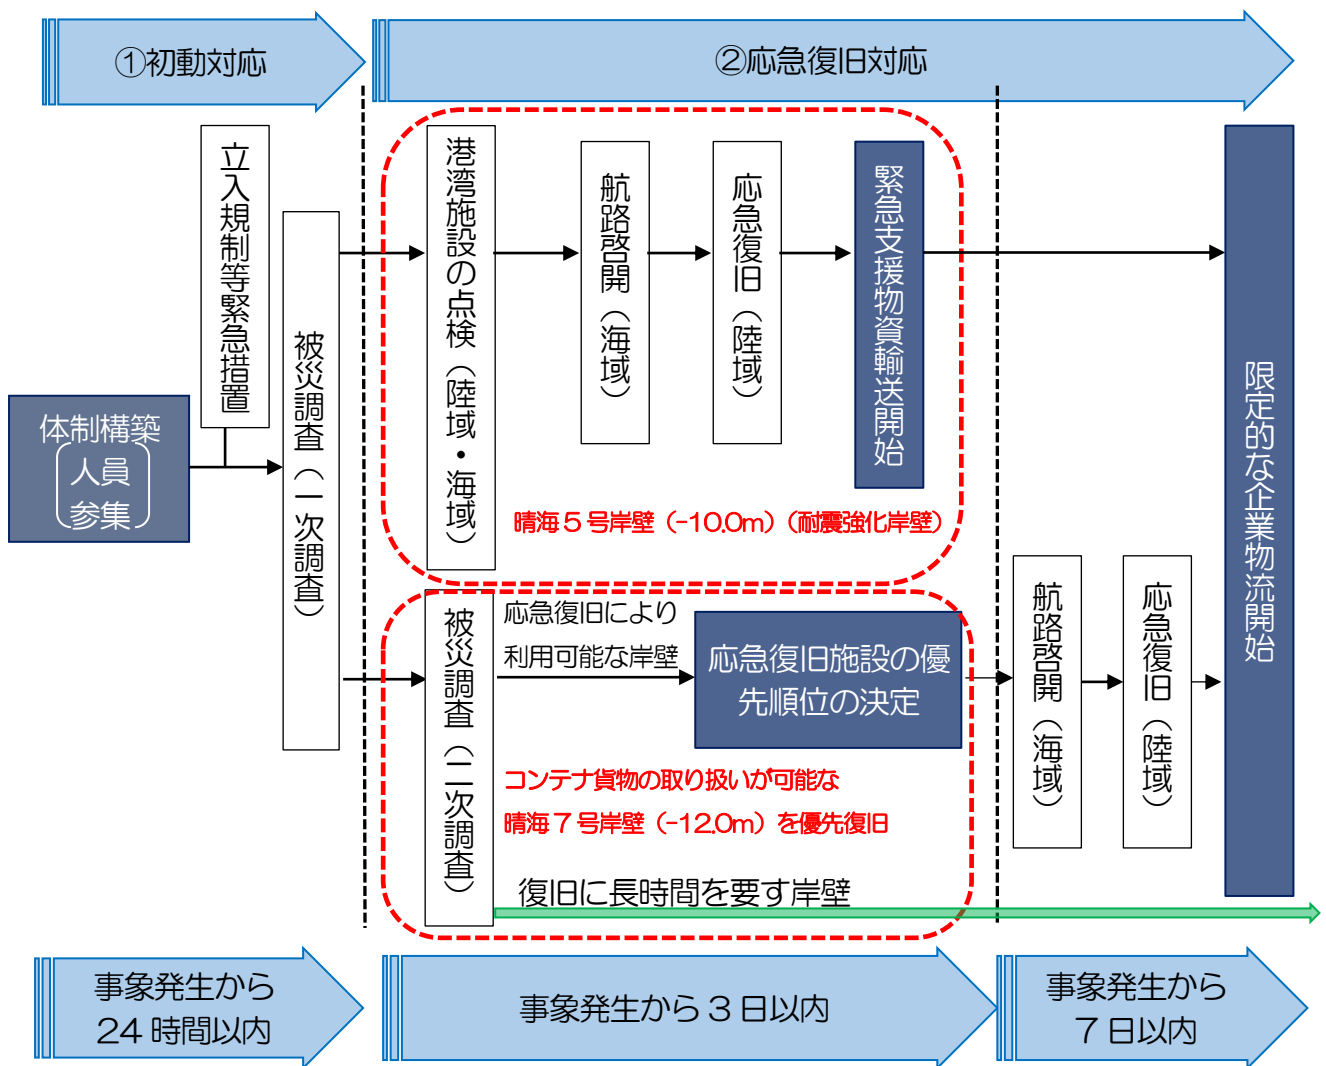 ①初動対応
②応急復旧対応
体制構築
人員
参集
立入規制等緊急措置
被災調査（一次調査）
港湾施設の点検（陸域・海域）
航路啓開（海域）
応急復旧（陸域）
緊急支援物資輸送開始
晴海５号岸壁（-10.0m）（耐震強化岸壁）
被災調査（二次調査）
応急復旧により
利用可能な岸壁
応急復旧施設の優
先順位の決定
コンテナ貨物の取り扱いが可能な
晴海７号岸壁（-12.0m）を優先復旧
復旧に長時間を要す岸壁
航路啓開（海域）
応急復旧（陸域）
限定的な企業物流開始
事象発生から
24時間以内
事象発生から３日以内
事象発生から
７日以内